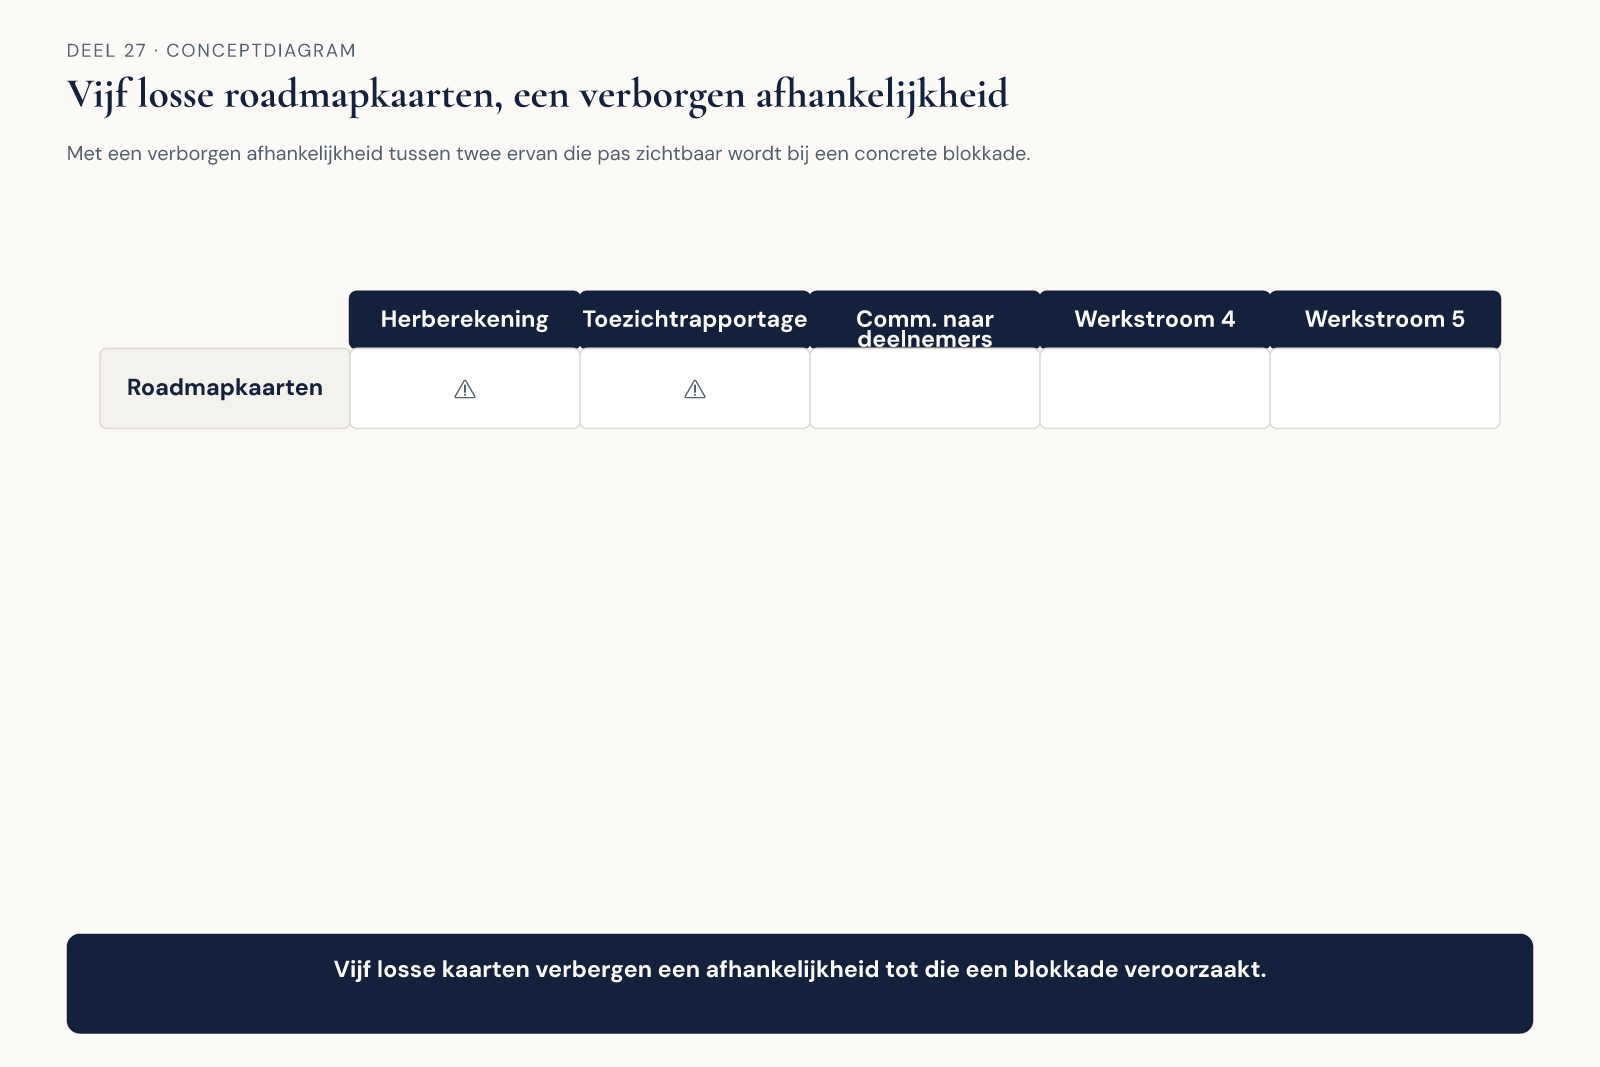 DEEL 27 · CONCEPTDIAGRAM
Vijf losse roadmapkaarten, een verborgen afhankelijkheid
Met een verborgen afhankelijkheid tussen twee ervan die pas zichtbaar wordt bij een concrete blokkade.
Herberekening
Toezichtrapportage
Comm. naar
deelnemers
Werkstroom 4
Werkstroom 5
Roadmapkaarten
⚠
⚠
Vijf losse kaarten verbergen een afhankelijkheid tot die een blokkade veroorzaakt.